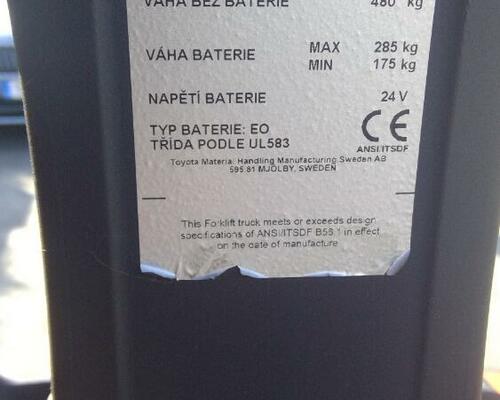 VÁHA BEZ BATERIE 480 kg
VÁHA BATERIE MAX 285 kg
MIN 175 kg
NAPĚTÍ BATERIE 24 V
TYP BATERIE: EO
TŘÍDA PODLE UL583
CE
ANSI/ITSDF
Toyota Material Handling Manufacturing Sweden AB
595 81 MJÖLBY, SWEDEN
This Forklift truck meets or exceeds design
specifications of ANSI/ITSDF B56.1 in effect
on the date of manufacture